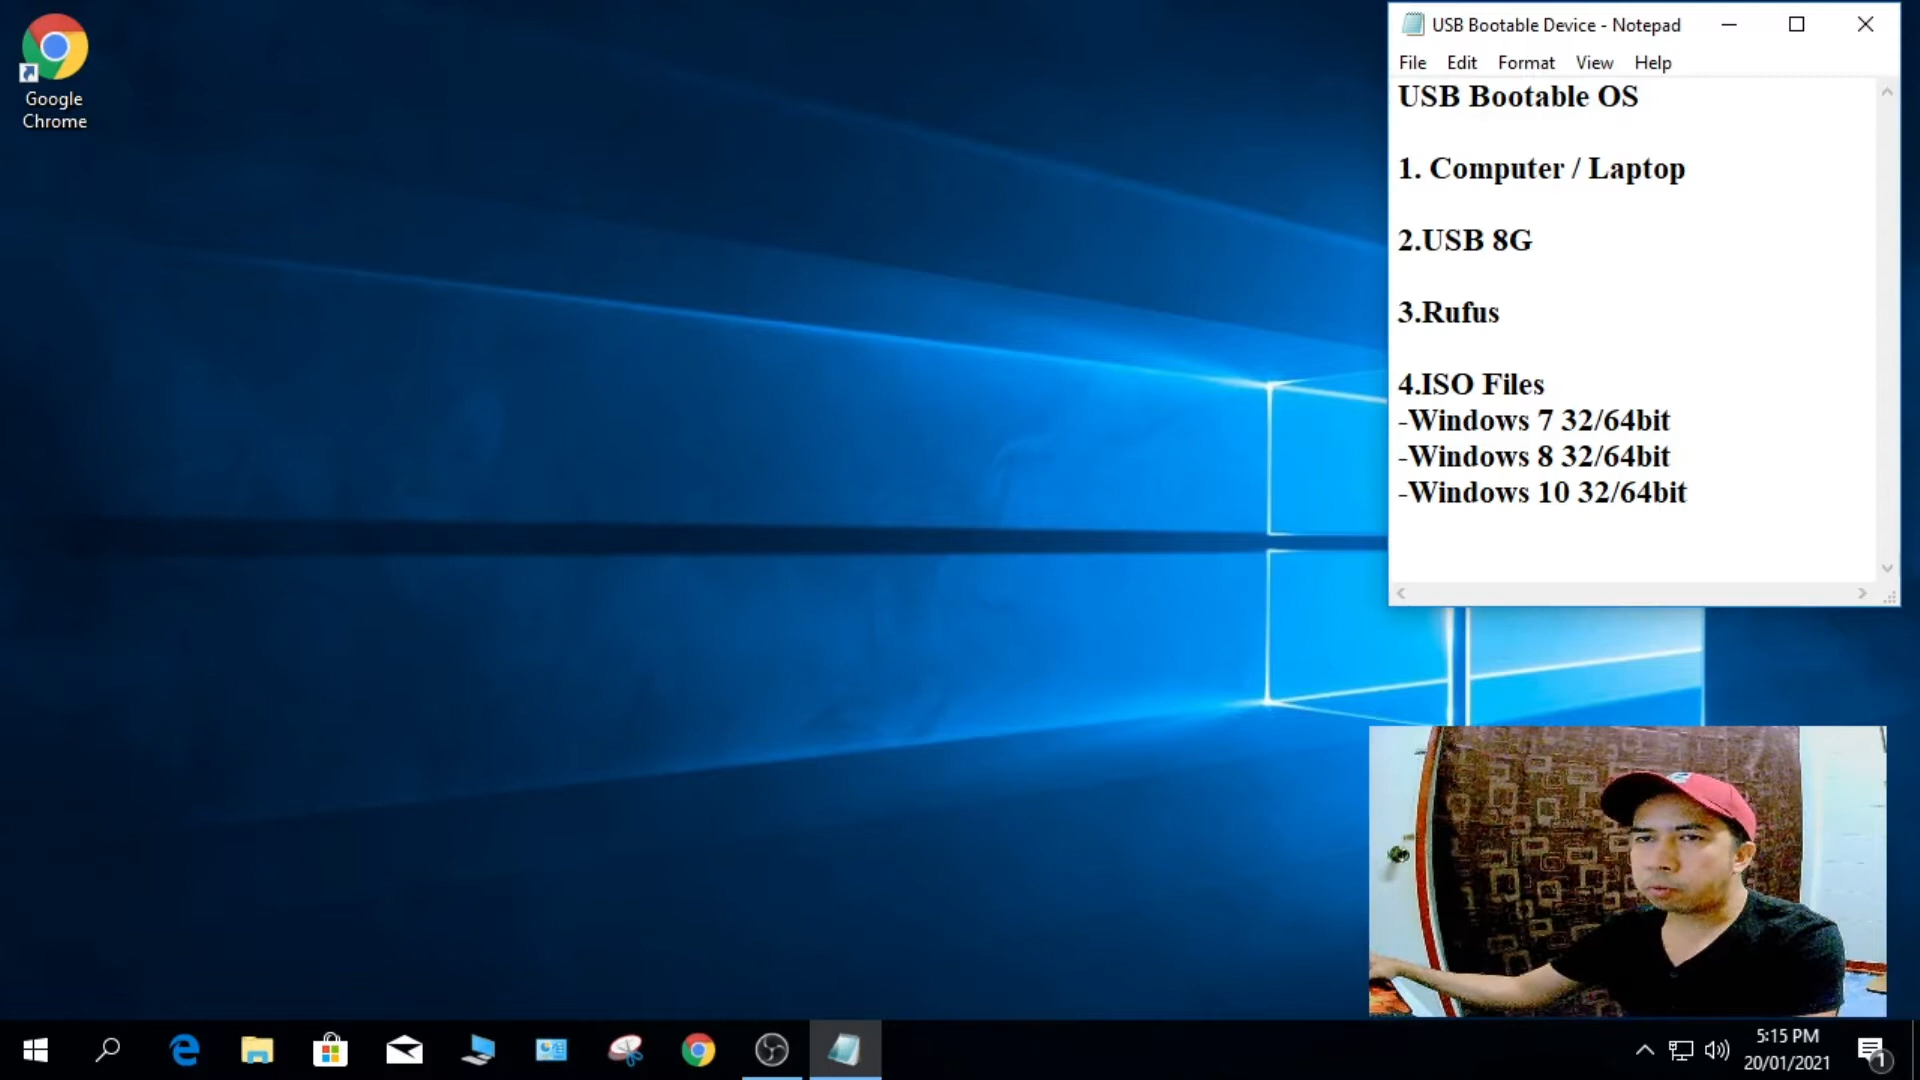 Google
Chrome
USB Bootable Device - Notepad
File Edit Format View Help
USB Bootable OS
1. Computer / Laptop
2.USB 8G
3.Rufus
4.ISO Files
-Windows 7 32/64bit
-Windows 8 32/64bit
-Windows 10 32/64bit
5:15 PM
20/01/2021
1